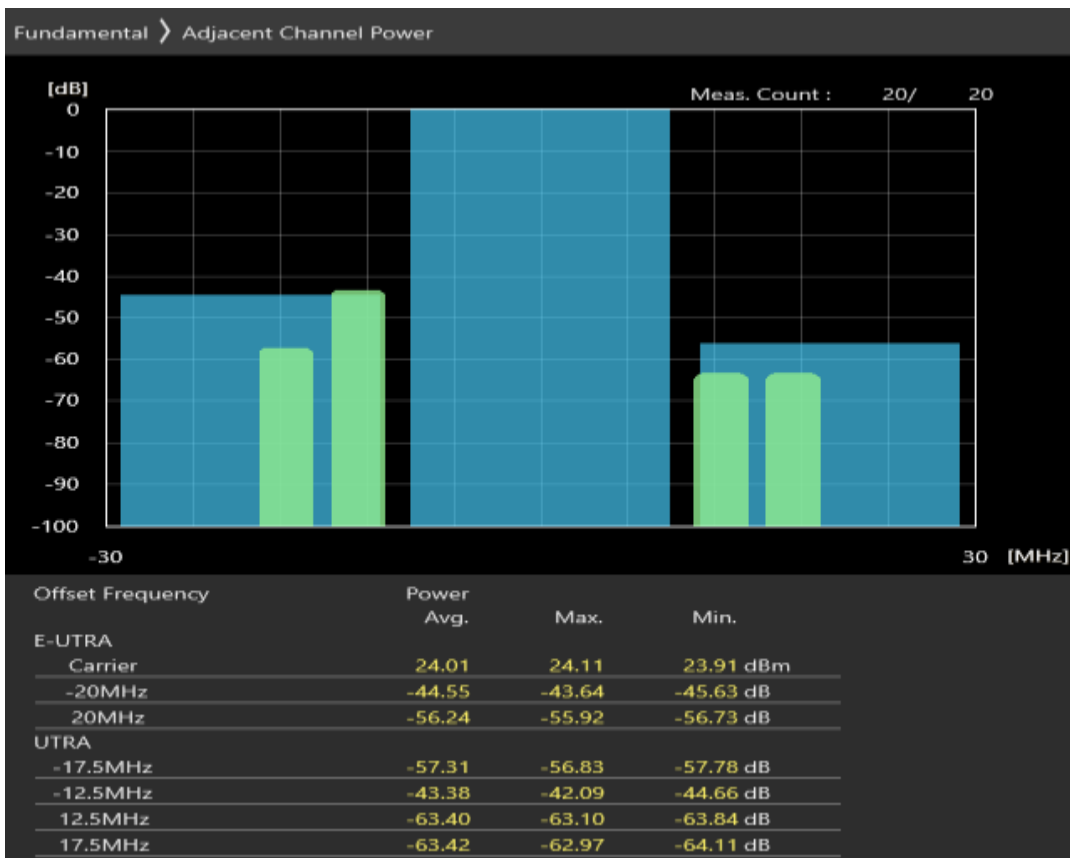 Fundamental ❯ Adjacent Channel Power
[dB]
Meas. Count : 20/ 20
0
-10
-20
-30
-40
-50
-60
-70
-80
-90
-100
-30 30 [MHz]
Offset Frequency Power
Avg. Max. Min.
E-UTRA
Carrier 24.01 24.11 23.91 dBm
-20MHz -44.55 -43.64 -45.63 dB
20MHz -56.24 -55.92 -56.73 dB
UTRA
-17.5MHz -57.31 -56.83 -57.78 dB
-12.5MHz -43.38 -42.09 -44.66 dB
12.5MHz -63.40 -63.10 -63.84 dB
17.5MHz -63.42 -62.97 -64.11 dB